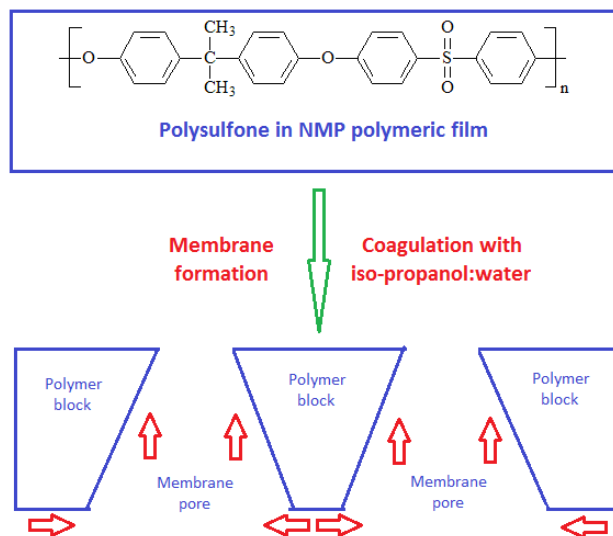 CH₃
O
C
O
S
O
O
CH₃
n
Polysulfone in NMP polymeric film
Membrane
formation
Coagulation with
iso-propanol:water
Polymer
block
Polymer
block
Polymer
block
Membrane
pore
Membrane
pore